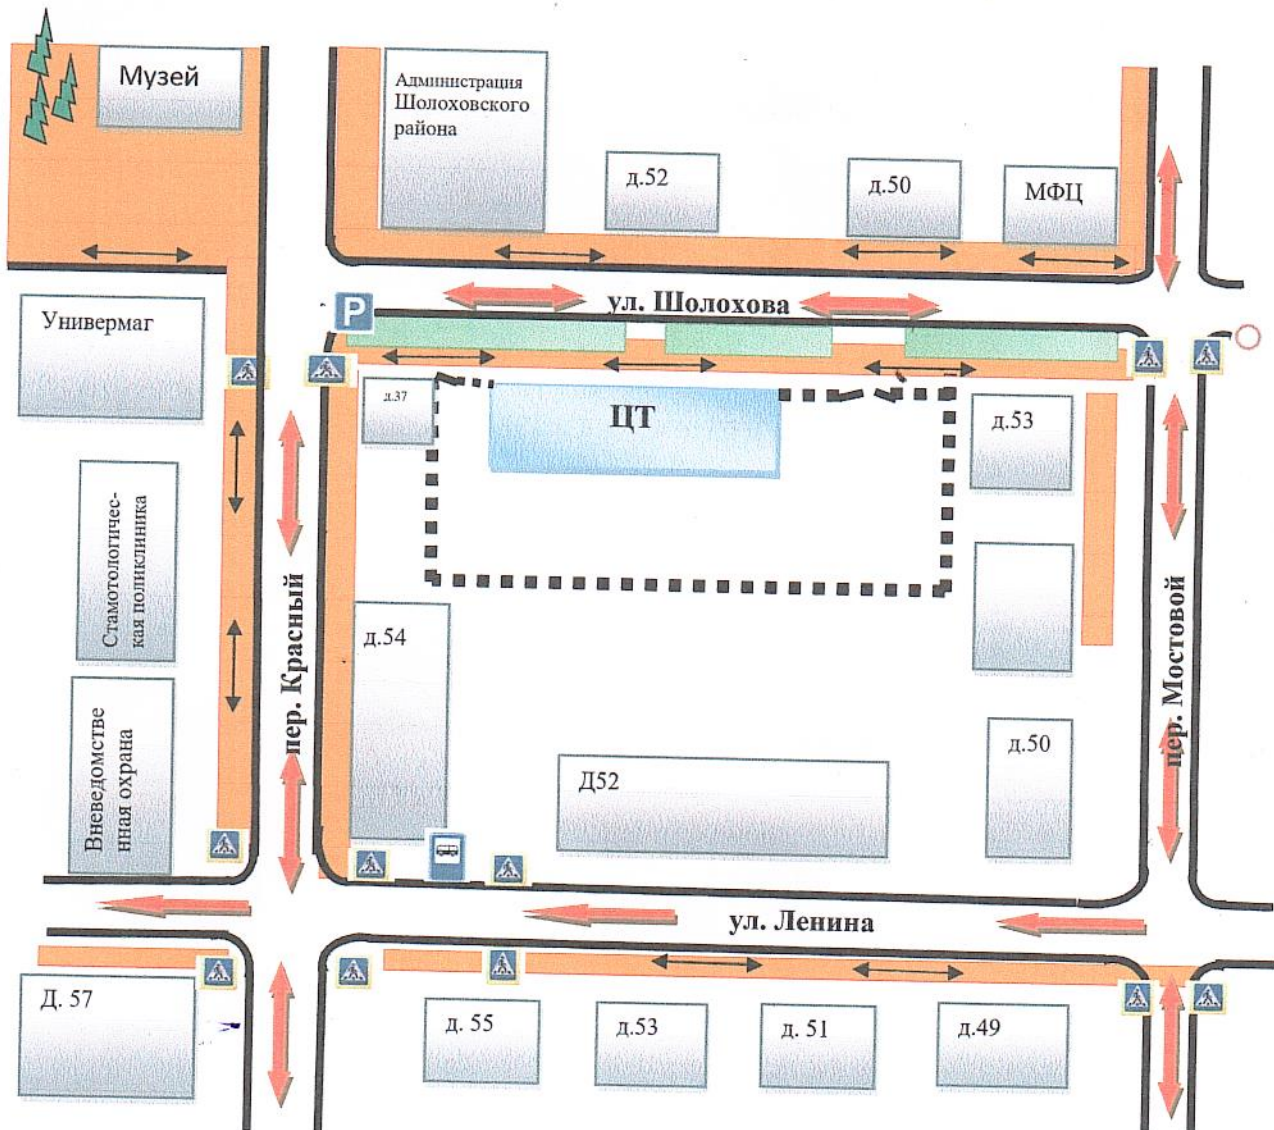 Музей
Администрация
Шолоховского
района
д.52
д.50
МФЦ
P
ул. Шолохова
Универмаг
д.37
ЦТ
д.53
Стамотологичес-
кая поликлиника
пер. Красный
д.54
пер. Мостовой
Вневедомстве
нная охрана
Д52
д.50
ул. Ленина
Д. 57
д. 55
д.53
д. 51
д.49